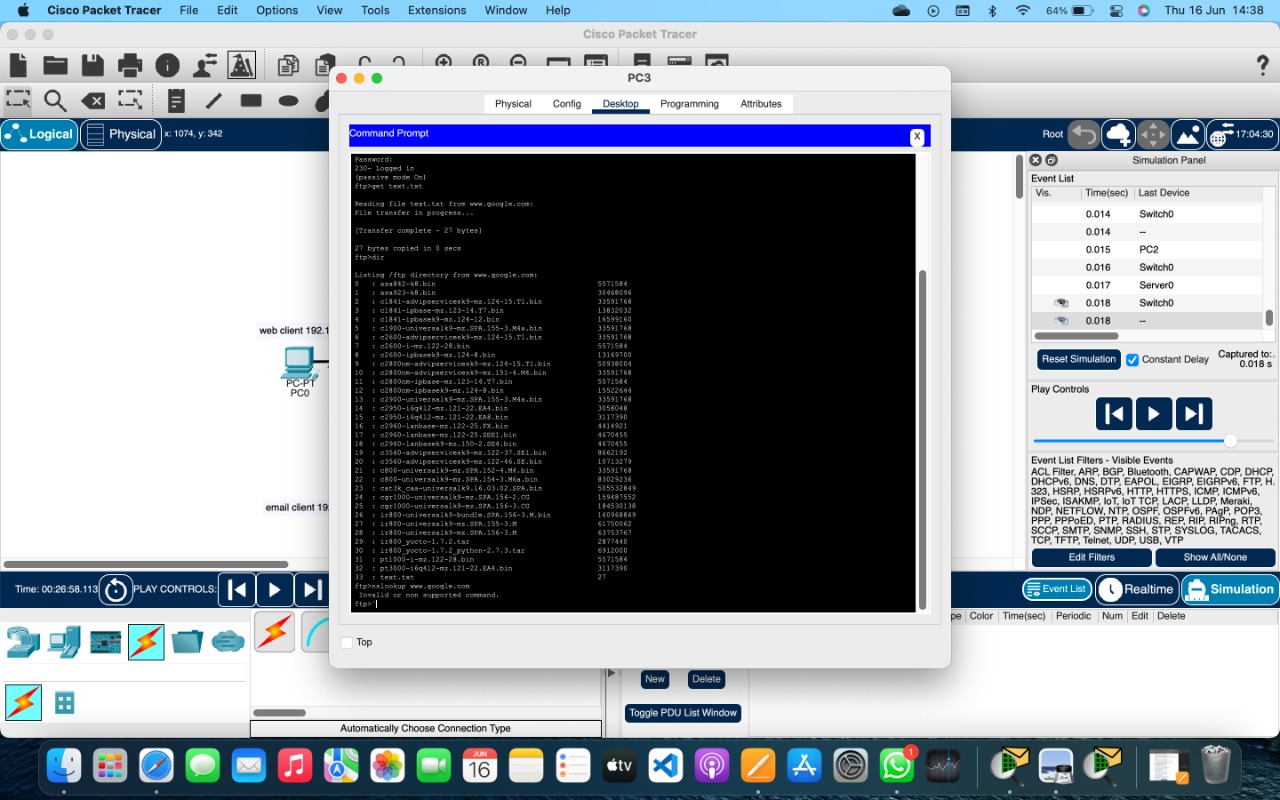 Cisco Packet Tracer File Edit Options View Tools Extensions Window Help 64% Thu 16 Jun 14:38
Cisco Packet Tracer
PC3
Physical Config Desktop Programming Attributes
Logical Physical x: 1074, y: 342
Root 17:04:30
Command Prompt X
Password:
230- Logged in
(passive mode On)
ftp>get text.txt
Reading file text.txt from www.google.com:
File transfer in progress...
[Transfer complete - 27 bytes]
27 bytes copied in 0 secs
ftp>dir
Listing /ftp directory from www.google.com:
0 : asa842-k8.bin 5571584
1 : asa923-k8.bin 30468096
2 : c1841-advipservicesk9-mz.124-15.T1.bin 33591768
3 : c1841-ipbase-mz.123-14.T7.bin 13832032
4 : c1841-ipbasek9-mz.124-12.bin 16599160
5 : c1900-universalk9-mz.SPA.155-3.M4a.bin 33591768
6 : c2600-advipservicesk9-mz.124-15.T1.bin 33591768
7 : c2600-i-mz.122-28.bin 5571584
8 : c2600-ipbasek9-mz.124-8.bin 13169700
9 : c2800nm-advipservicesk9-mz.124-15.T1.bin 50938004
10 : c2800nm-advipservicesk9-mz.151-4.M4.bin 33591768
11 : c2800nm-ipbase-mz.123-14.T7.bin 5571584
12 : c2800nm-ipbasek9-mz.124-8.bin 15522644
13 : c2900-universalk9-mz.SPA.155-3.M4a.bin 33591768
14 : c2950-i6q4l2-mz.121-22.EA4.bin 3058048
15 : c2950-i6q4l2-mz.121-22.EA8.bin 3117390
16 : c2960-lanbase-mz.122-25.FX.bin 4414921
17 : c2960-lanbase-mz.122-25.SEE1.bin 4670455
18 : c2960-lanbasek9-mz.150-2.SE4.bin 4670455
19 : c3560-advipservicesk9-mz.122-37.SE1.bin 8662192
20 : c3560-advipservicesk9-mz.122-46.SE.bin 10713279
21 : c800-universalk9-mz.SPA.152-4.M4.bin 33591768
22 : c800-universalk9-mz.SPA.154-3.M6a.bin 83029236
23 : cat3k_caa-universalk9.16.03.02.SPA.bin 505532849
24 : cgr1000-universalk9-mz.SPA.154-2.CG 159487552
25 : cgr1000-universalk9-mz.SPA.156-3.CG 184530138
26 : ir800-universalk9-bundle.SPA.156-3.M.bin 160968869
27 : ir800-universalk9-mz.SPA.155-3.M 61750062
28 : ir800-universalk9-mz.SPA.156-3.M 63753767
29 : ir800_yocto-1.7.2.tar 2877440
30 : ir800_yocto-1.7.2_python-2.7.3.tar 6912000
31 : pt1000-i-mz.122-28.bin 5571584
32 : pt3000-i6q4l2-mz.121-22.EA4.bin 3117390
33 : text.txt 27
ftp>nslookup www.google.com
Invalid or non supported command.
ftp>
Top
web client 192.1
PC-PT
PC0
email client 19
Simulation Panel
Event List
Vis. Time(sec) Last Device
0.014 Switch0
0.014 --
0.015 PC2
0.016 Switch0
0.017 Server0
0.018 Switch0
0.018 --
Reset Simulation Constant Delay Captured to:
0.018 s
Play Controls
Event List Filters - Visible Events
ACL Filter, ARP, BGP, Bluetooth, CAPWAP, CDP, DHCP,
DHCPv6, DNS, DTP, EAPOL, EIGRP, EIGRPv6, FTP, H.
323, HSRP, HSRPv6, HTTP, HTTPS, ICMP, ICMPv6,
IPSec, ISAKMP, IoT, IoT TCP, LACP, LLDP, Meraki,
NDP, NETFLOW, NTP, OSPF, OSPFv6, PAgP, POP3,
PPP, PPPoED, PTP, RADIUS, REP, RIP, RIPng, RTP,
SCCP, SMTP, SNMP, SSH, STP, SYSLOG, TACACS,
TCP, TFTP, Telnet, UDP, USB, VTP
Edit Filters Show All/None
Time: 00:26:58.113 PLAY CONTROLS:
Event List Realtime Simulation
pe Color Time(sec) Periodic Num Edit Delete
New Delete
Toggle PDU List Window
Automatically Choose Connection Type
JUN
16
tv
1